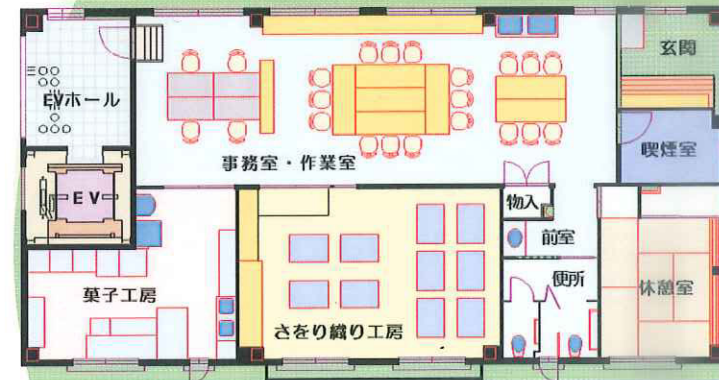 玄関
EVホール
喫煙室
事務室・作業室
EV
物入
前室
便所
菓子工房
休憩室
さをり織り工房